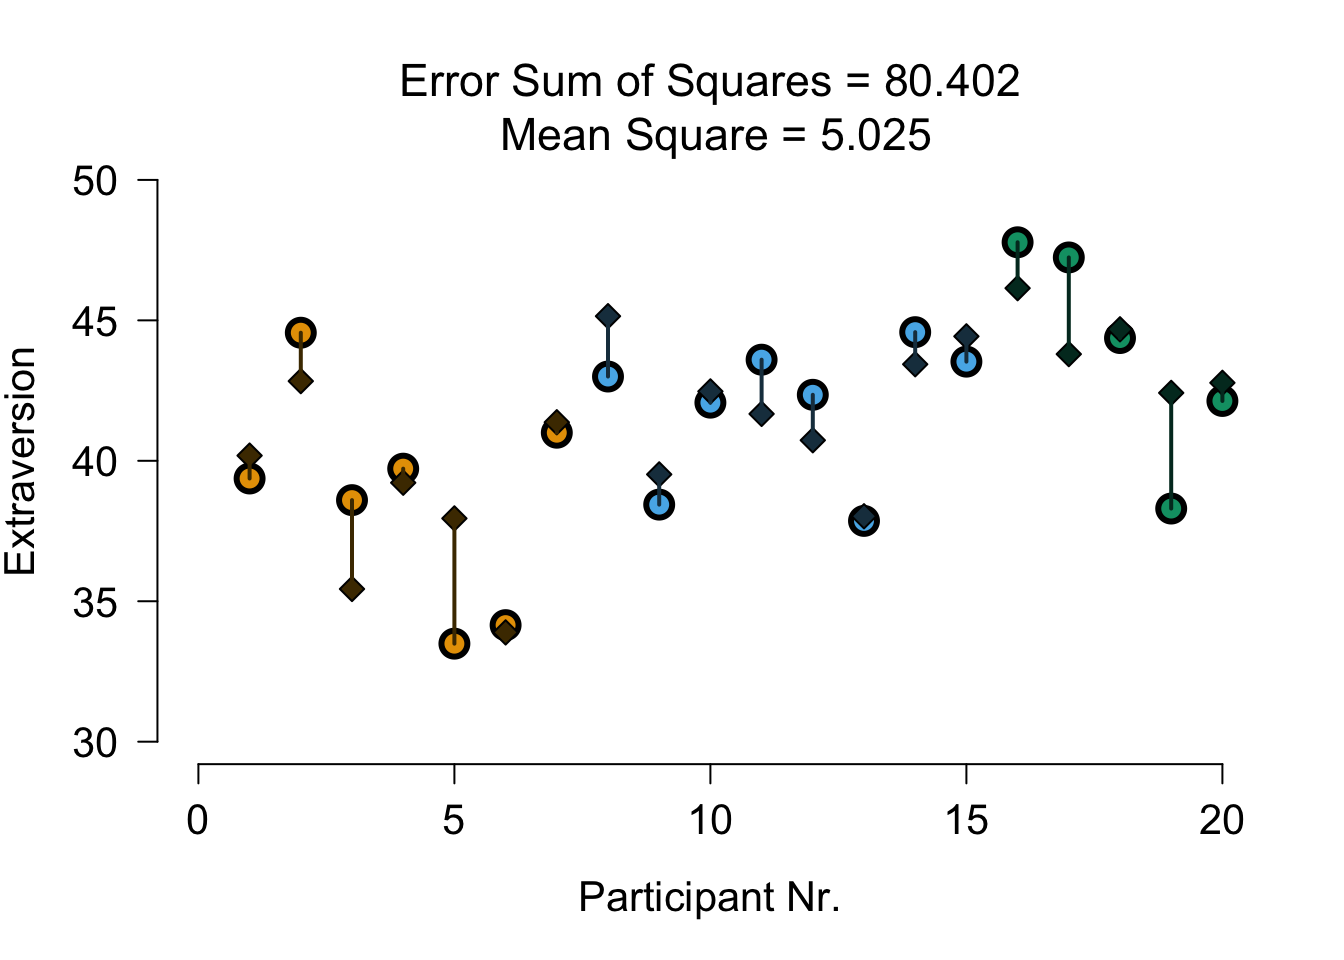 Error Sum of Squares = 80.402
Mean Square = 5.025
50
45
40
35
30
Extraversion
0 5 10 15 20
Participant Nr.